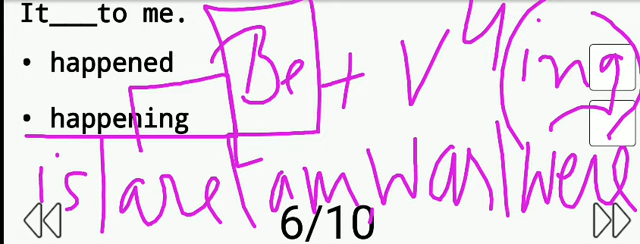 It___to me.
• happened
Be + V4 (ing)
• happening
is|are|am|was|were
6/10